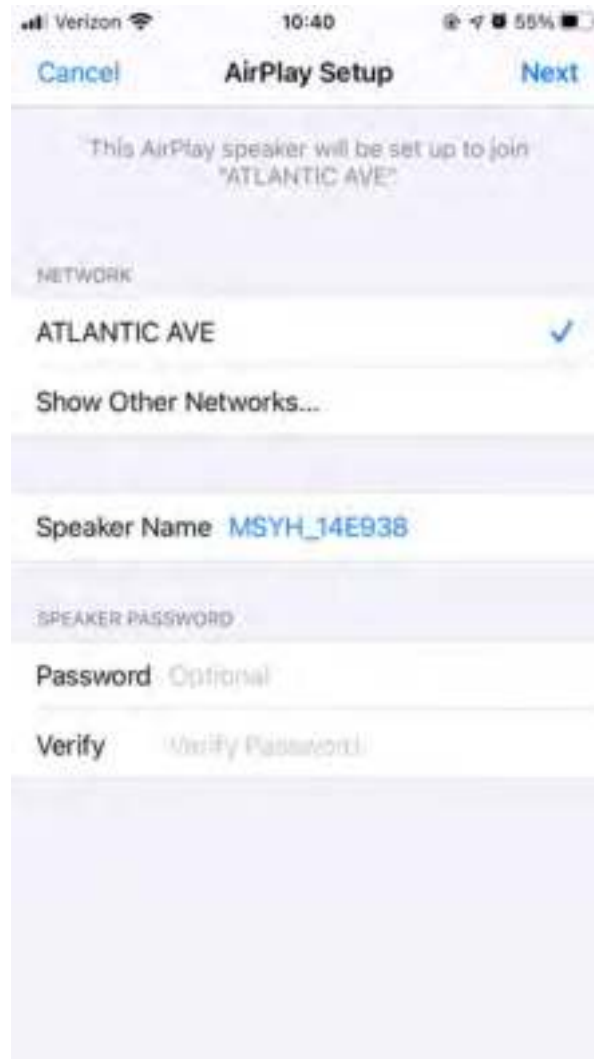 Verizon 10:40 55%
Cancel AirPlay Setup Next
This AirPlay speaker will be set up to join
"ATLANTIC AVE"
NETWORK
ATLANTIC AVE
Show Other Networks...
Speaker Name MSYH_14E938
SPEAKER PASSWORD
Password Optional
Verify Verify Password